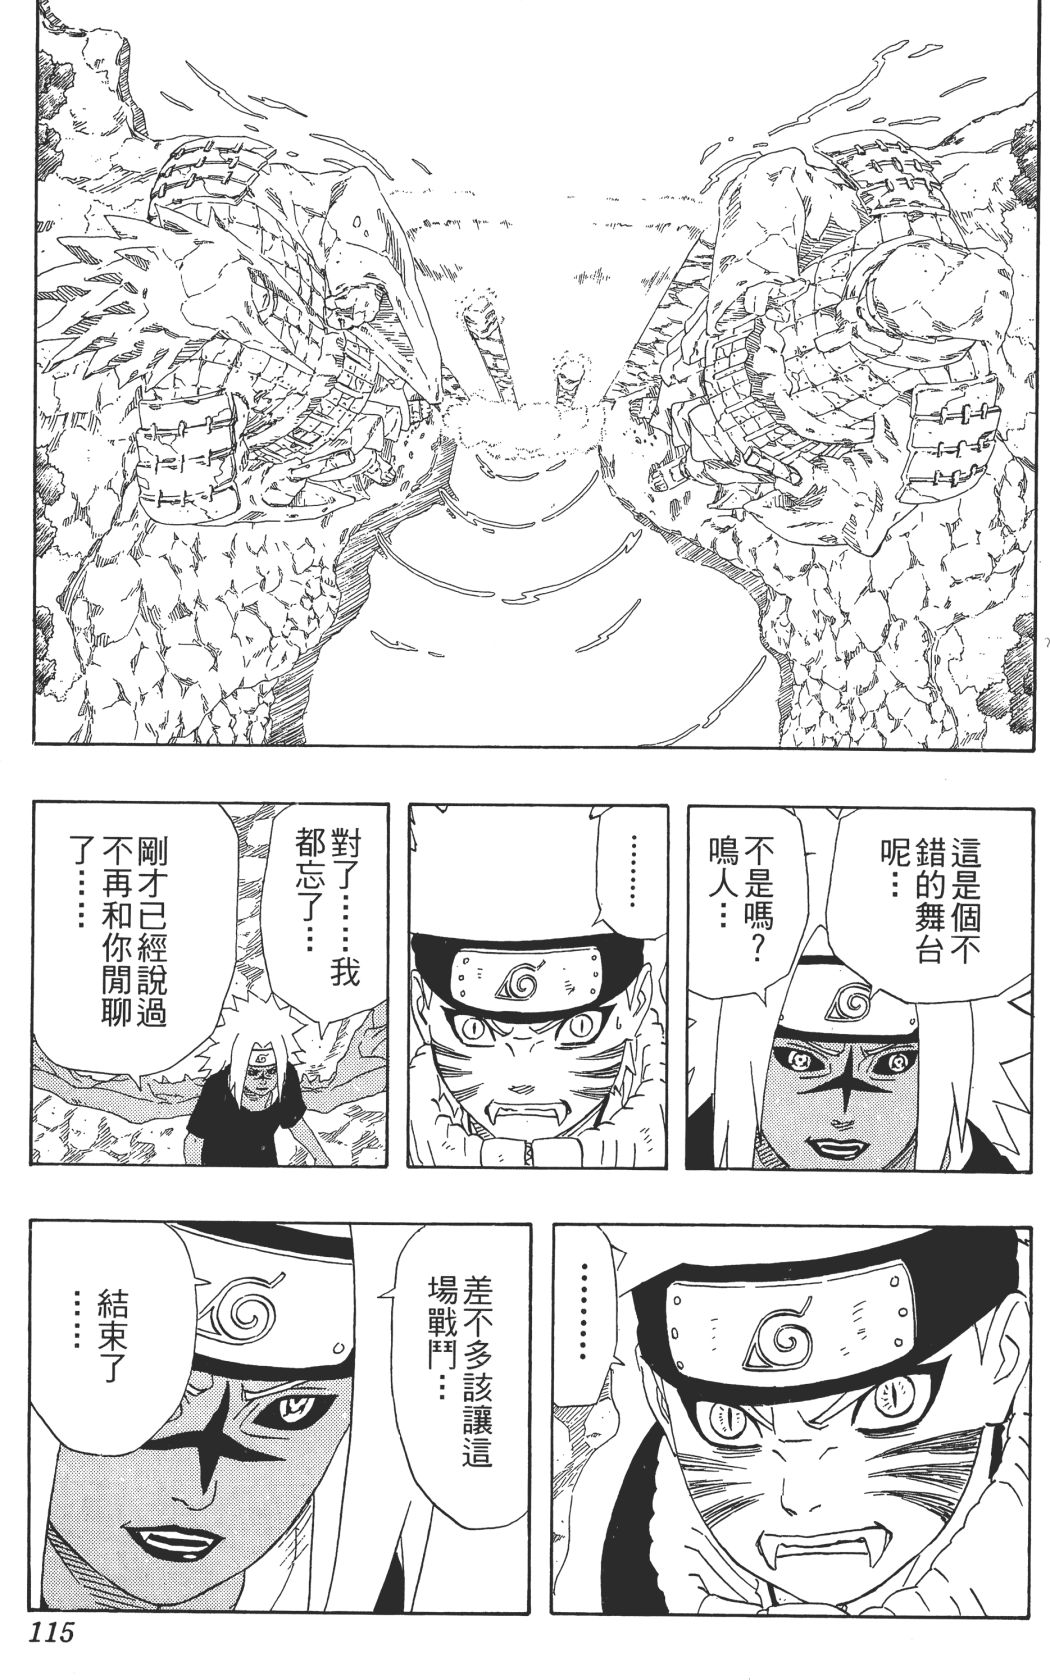 這是個不
錯的舞台
呢…
不是嗎?
鳴人…
………
對了……我
都忘了…
剛才已經說過
不再和你閒聊
了……
………
差不多該讓這
場戰鬥…
結束了
……
115